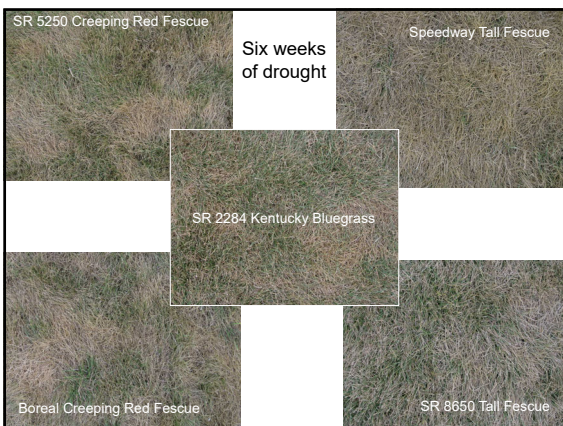 SR 5250 Creeping Red Fescue
Six weeks
of drought
Speedway Tall Fescue
SR 2284 Kentucky Bluegrass
Boreal Creeping Red Fescue
SR 8650 Tall Fescue